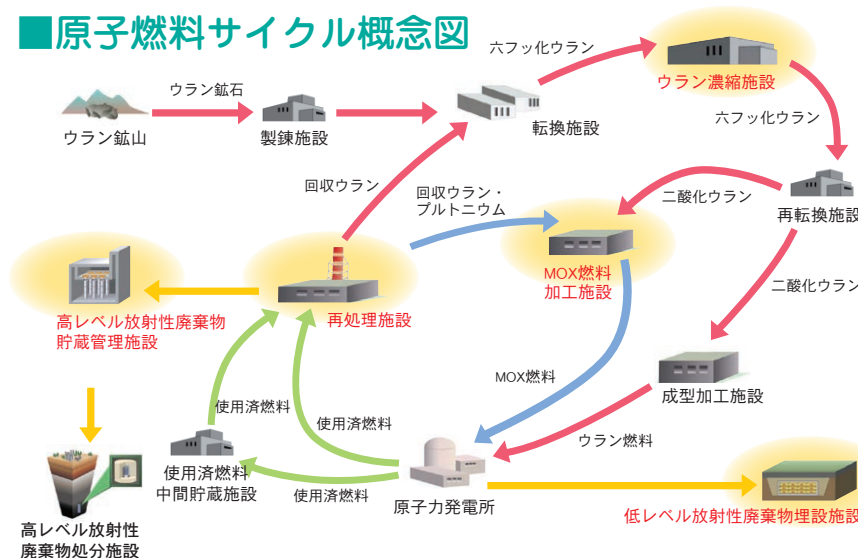 ■原子燃料サイクル概念図
六フッ化ウラン
ウラン濃縮施設
ウラン鉱石
ウラン鉱山
製錬施設
転換施設
六フッ化ウラン
回収ウラン
回収ウラン・
プルトニウム
二酸化ウラン
再転換施設
MOX燃料
加工施設
二酸化ウラン
高レベル放射性廃棄物
貯蔵管理施設
再処理施設
MOX燃料
成型加工施設
使用済燃料
使用済燃料
ウラン燃料
使用済燃料
中間貯蔵施設
使用済燃料
原子力発電所
低レベル放射性廃棄物埋設施設
高レベル放射性
廃棄物処分施設